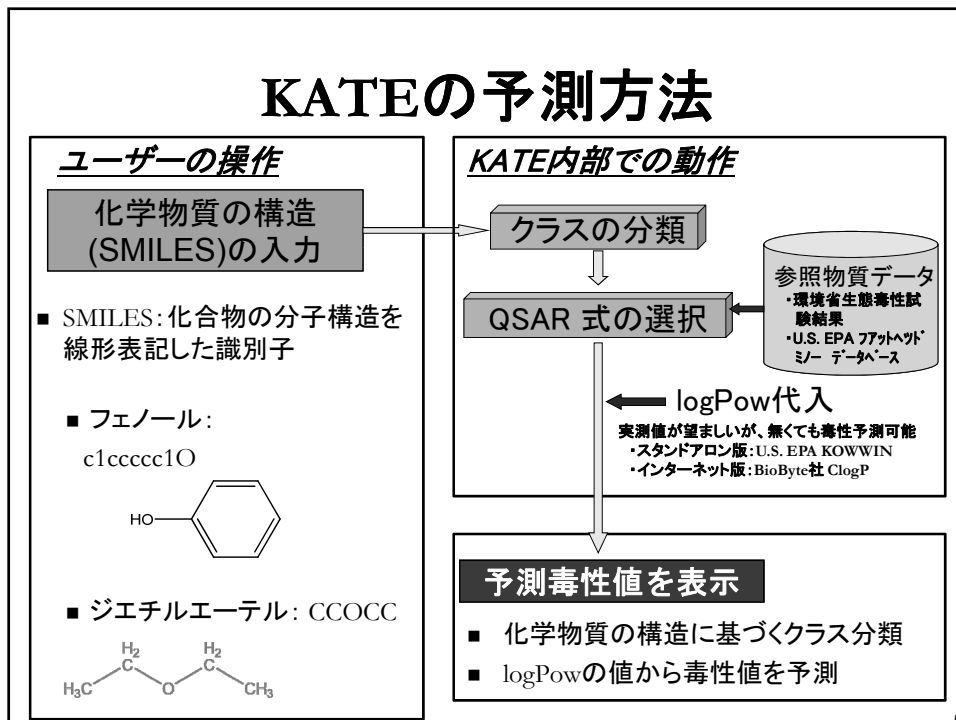 KATEの予測方法
ユーザーの操作
化学物質の構造
(SMILES)の入力
■ SMILES:化合物の分子構造を
線形表記した識別子
■ フェノール:
c1ccccc1O
HO
■ ジエチルエーテル: CCOCC
H2
C
H2
C
H3C
O
CH3
KATE内部での動作
クラスの分類
QSAR 式の選択
参照物質データ
・環境省生態毒性試
験結果
・U.S. EPA ファットヘッド
ミノー データベース
logPow代入
実測値が望ましいが、無くても毒性予測可能
・スタンドアロン版:U.S. EPA KOWWIN
・インターネット版:BioByte社 ClogP
予測毒性値を表示
■ 化学物質の構造に基づくクラス分類
■ logPowの値から毒性値を予測